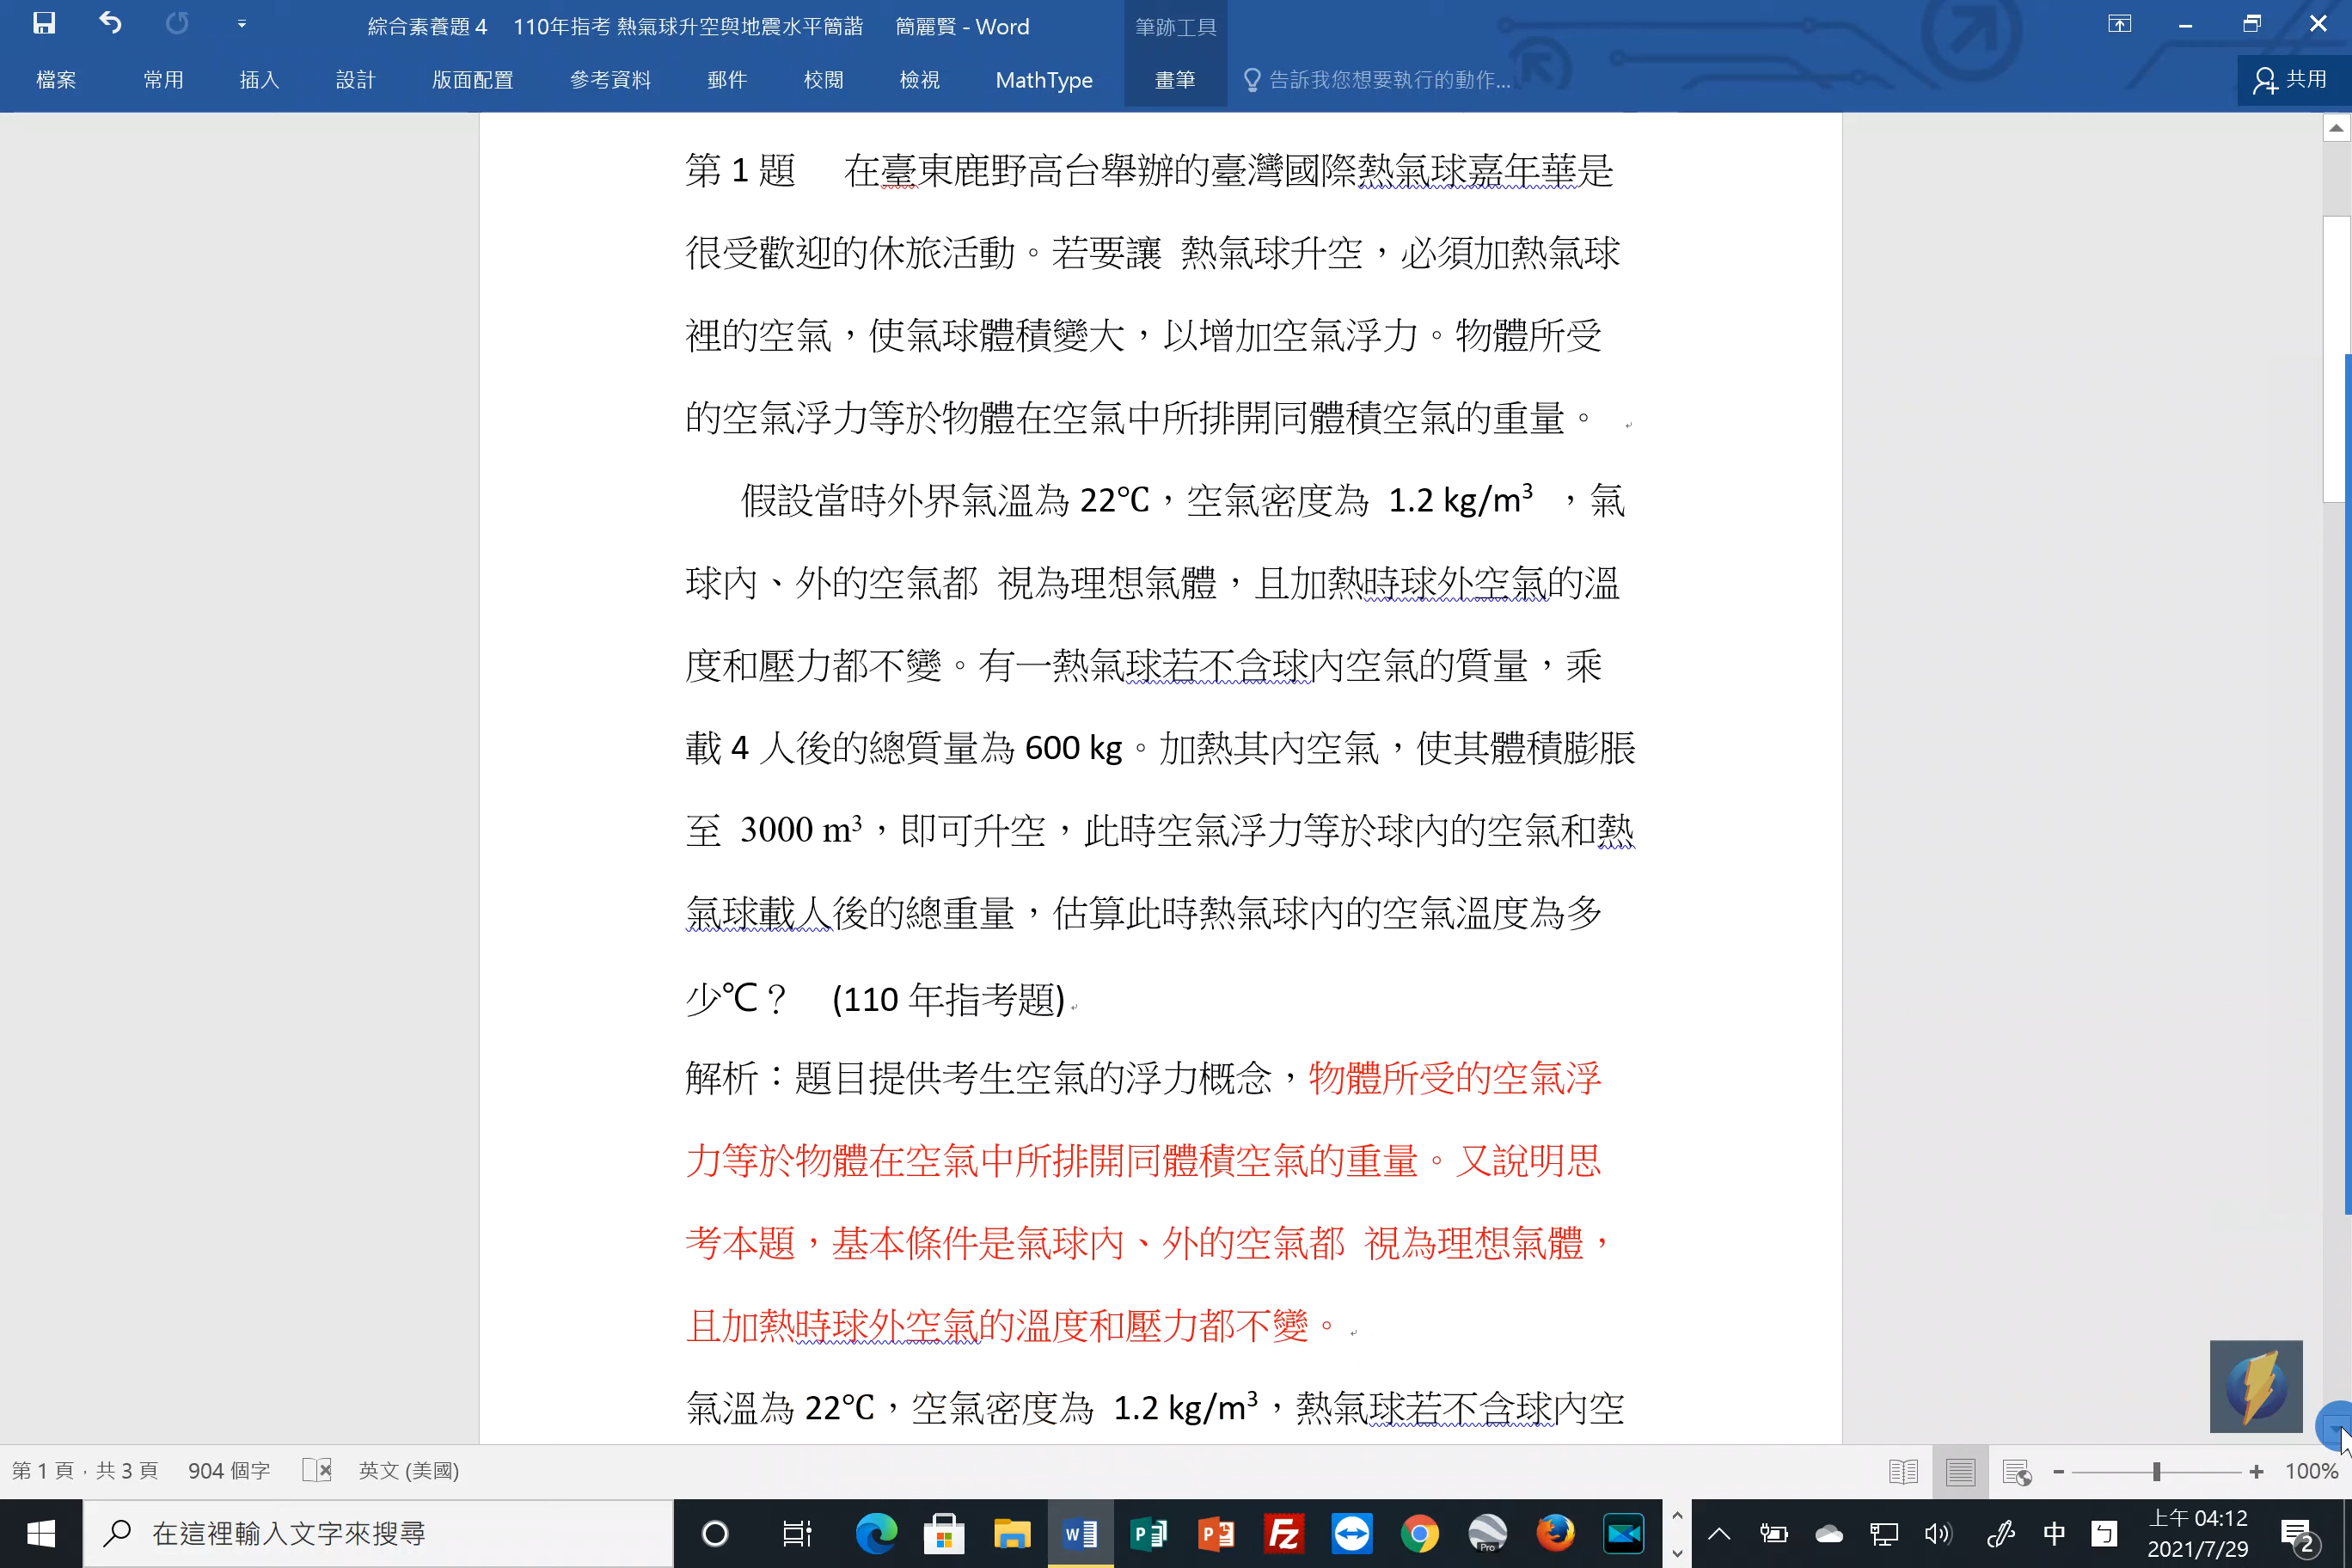 綜合素養題 4 110年指考 熱氣球升空與地震水平簡諧 簡麗賢 - Word
筆跡工具
檔案 常用 插入 設計 版面配置 參考資料 郵件 校閱 檢視 MathType 畫筆 告訴我您想要執行的動作... 共用
第 1 題 在臺東鹿野高台舉辦的臺灣國際熱氣球嘉年華是
很受歡迎的休旅活動。若要讓 熱氣球升空，必須加熱氣球
裡的空氣，使氣球體積變大，以增加空氣浮力。物體所受
的空氣浮力等於物體在空氣中所排開同體積空氣的重量。
假設當時外界氣溫為 22℃，空氣密度為 1.2 kg/m³ ，氣
球內、外的空氣都 視為理想氣體，且加熱時球外空氣的溫
度和壓力都不變。有一熱氣球若不含球內空氣的質量，乘
載 4 人後的總質量為 600 kg。加熱其內空氣，使其體積膨脹
至 3000 m³，即可升空，此時空氣浮力等於球內的空氣和熱
氣球載人後的總重量，估算此時熱氣球內的空氣溫度為多
少℃？ (110 年指考題)
解析：題目提供考生空氣的浮力概念，物體所受的空氣浮
力等於物體在空氣中所排開同體積空氣的重量。又說明思
考本題，基本條件是氣球內、外的空氣都 視為理想氣體，
且加熱時球外空氣的溫度和壓力都不變。
氣溫為 22℃，空氣密度為 1.2 kg/m³，熱氣球若不含球內空
第 1 頁，共 3 頁 904 個字 英文 (美國) 100%
在這裡輸入文字來搜尋
Pro
中
ㄅ
上午 04:12
2021/7/29
2